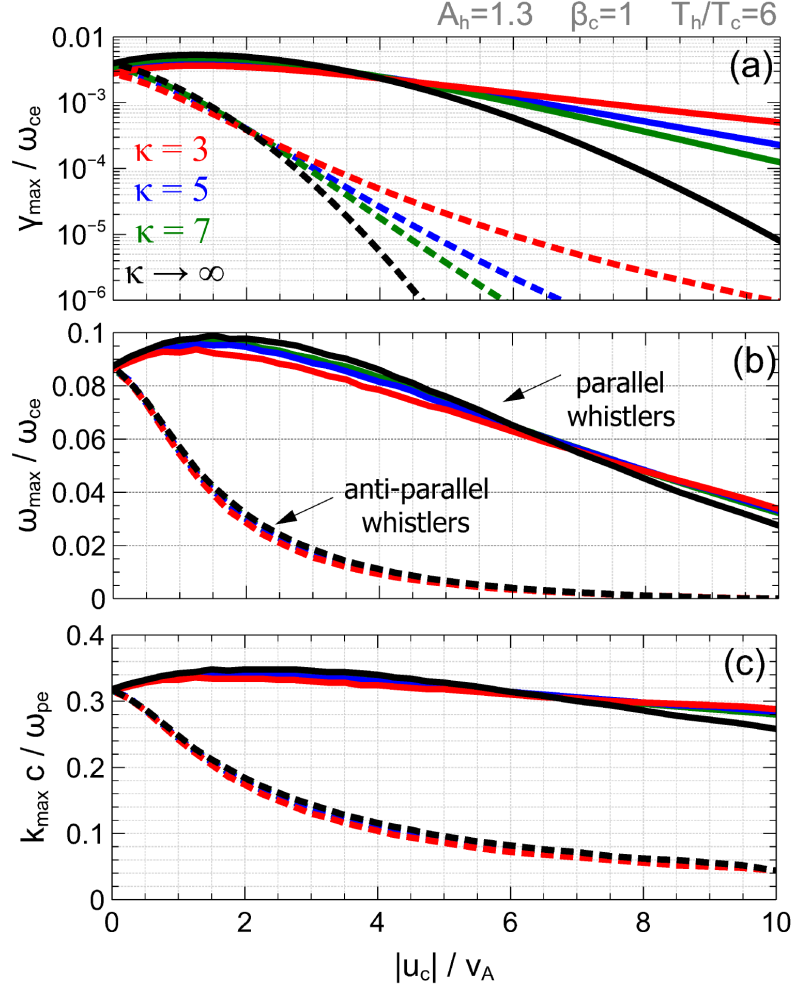 A_h=1.3 β_c=1 T_h/T_c=6
0.01
(a)
10⁻³
10⁻⁴
10⁻⁵
10⁻⁶
γ_max / ω_ce
κ = 3
κ = 5
κ = 7
κ → ∞
0.1
(b)
0.08
0.06
0.04
0.02
0
ω_max / ω_ce
parallel
whistlers
anti-parallel
whistlers
0.4
(c)
0.3
0.2
0.1
0
k_max c / ω_pe
0 2 4 6 8 10
|u_c| / v_A